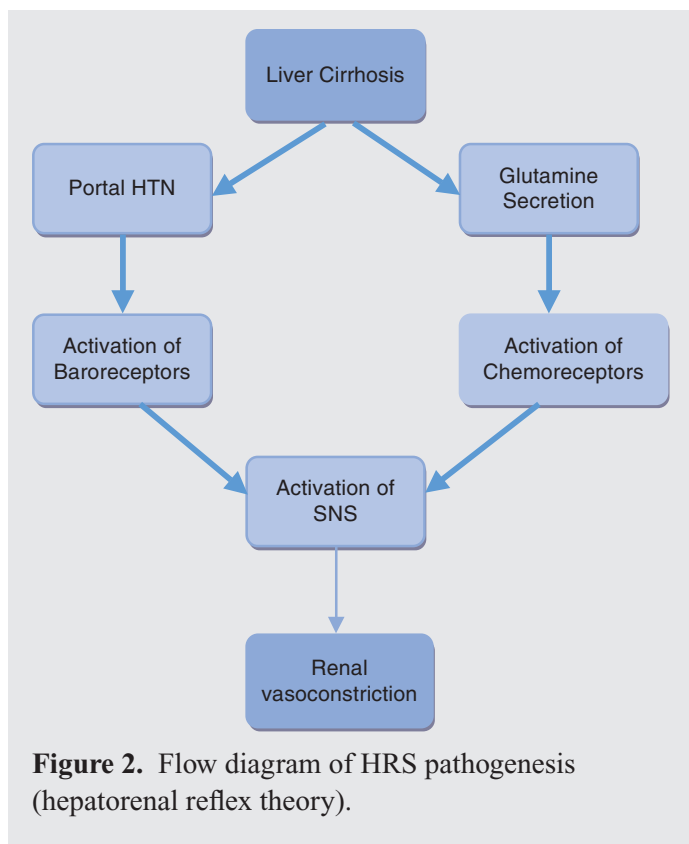 Liver Cirrhosis
Portal HTN
Glutamine
Secretion
Activation of
Baroreceptors
Activation of
Chemoreceptors
Activation of
SNS
Renal
vasoconstriction
Figure 2. Flow diagram of HRS pathogenesis
(hepatorenal reflex theory).